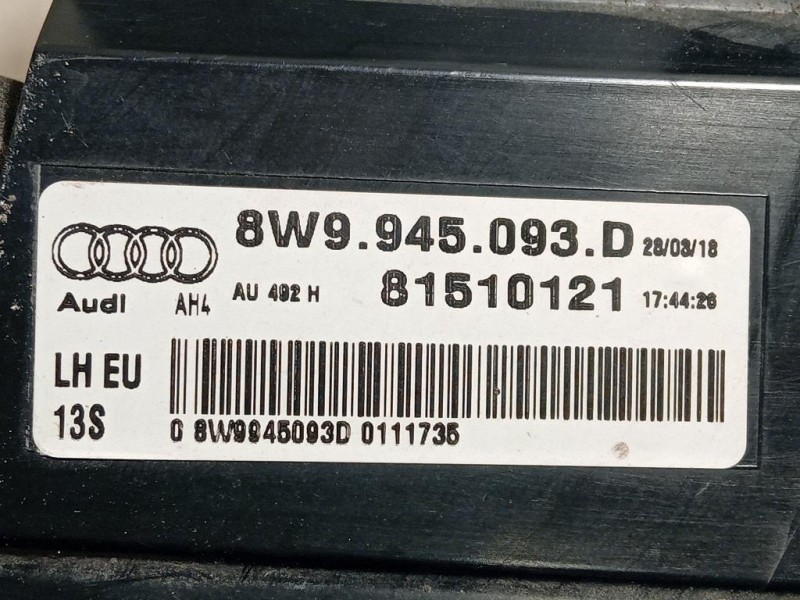 8W9.945.093.D 28/03/18
Audi AH4 AU 492 H 81510121 17:44:26
LH EU
13S
0 8W9945093D 0111735